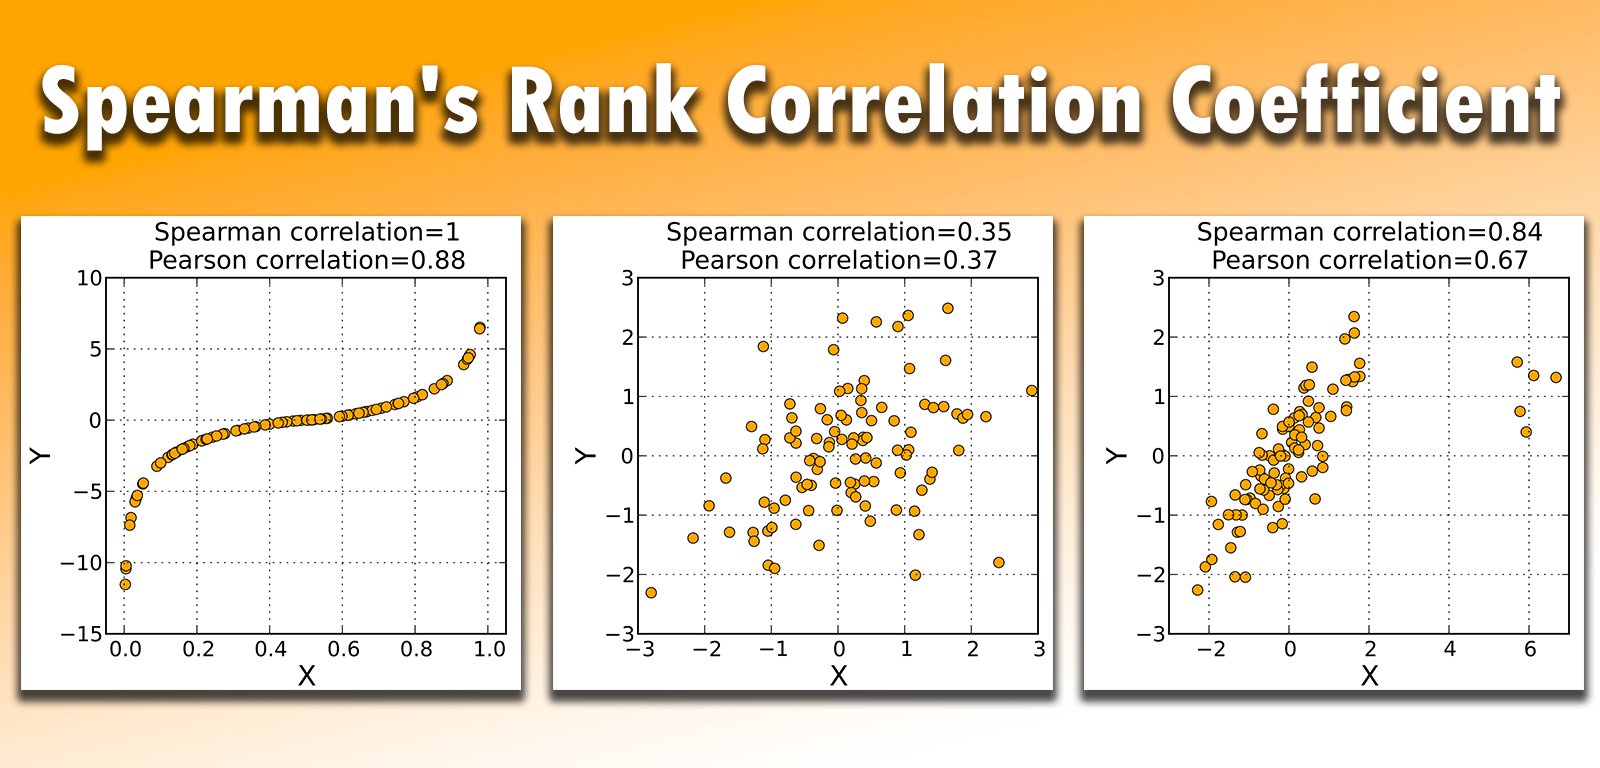 Spearman's Rank Correlation Coefficient
Spearman correlation=1
Pearson correlation=0.88
10
5
0
−5
−10
−15
0.0 0.2 0.4 0.6 0.8 1.0
X
Y
Spearman correlation=0.35
Pearson correlation=0.37
3
2
1
0
−1
−2
−3
−3 −2 −1 0 1 2 3
X
Y
Spearman correlation=0.84
Pearson correlation=0.67
3
2
1
0
−1
−2
−3
−2 0 2 4 6
X
Y